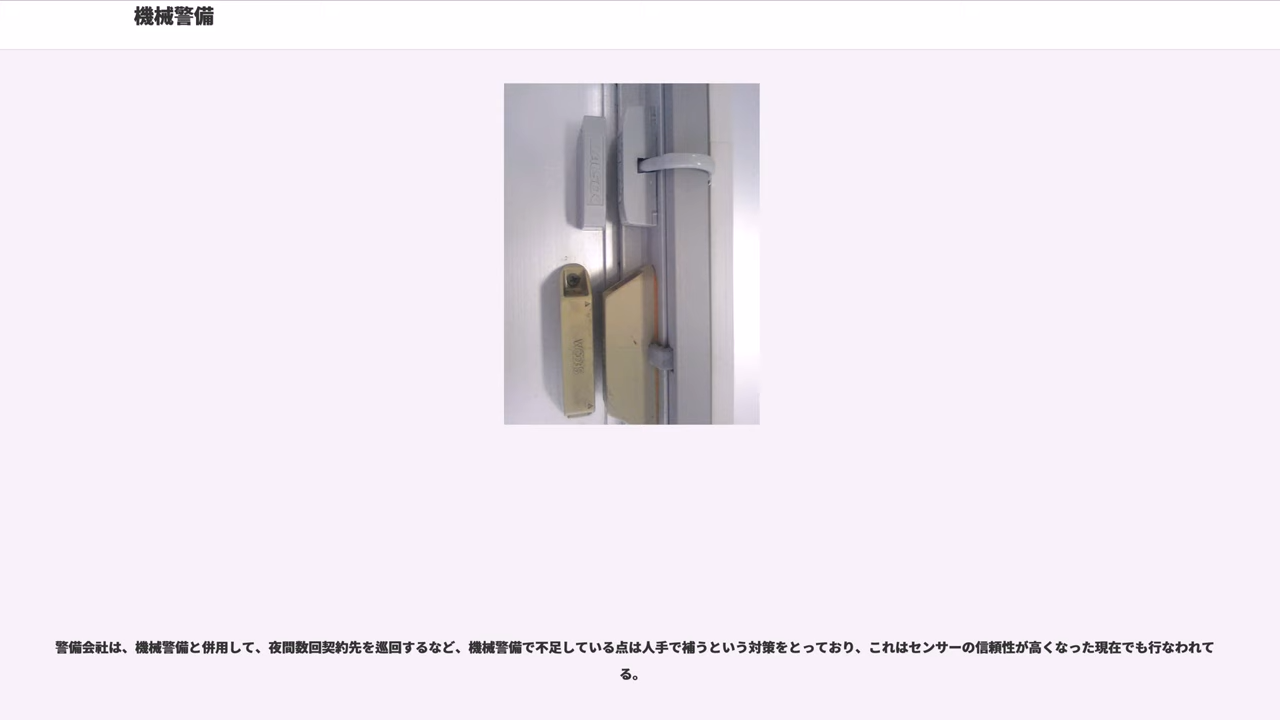 機械警備
警備会社は、機械警備と併用して、夜間数回契約先を巡回するなど、機械警備で不足している点は人手で補うという対策をとっており、これはセンサーの信頼性が高くなった現在でも行なわれて
る。